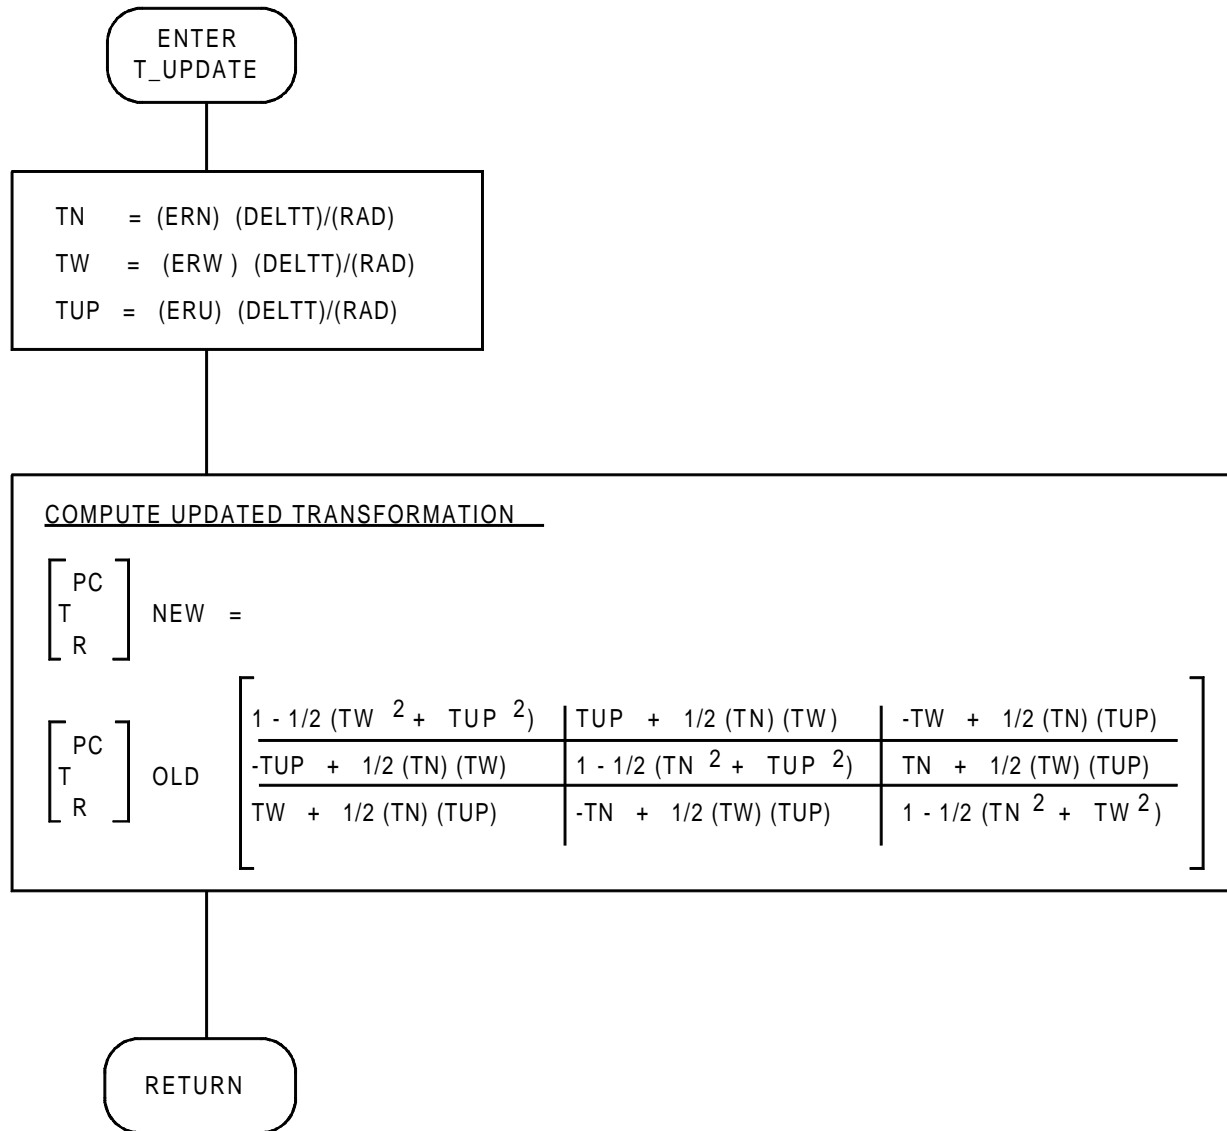 ENTER
T_UPDATE
TN = (ERN) (DELTT)/(RAD)
TW = (ERW ) (DELTT)/(RAD)
TUP = (ERU) (DELTT)/(RAD)
COMPUTE UPDATED TRANSFORMATION
PC
T NEW =
R
PC
T OLD
R
1 - 1/2 (TW 2 + TUP 2) TUP + 1/2 (TN) (TW) -TW + 1/2 (TN) (TUP)
-TUP + 1/2 (TN) (TW) 1 - 1/2 (TN 2 + TUP 2) TN + 1/2 (TW) (TUP)
TW + 1/2 (TN) (TUP) -TN + 1/2 (TW) (TUP) 1 - 1/2 (TN 2 + TW 2)
RETURN